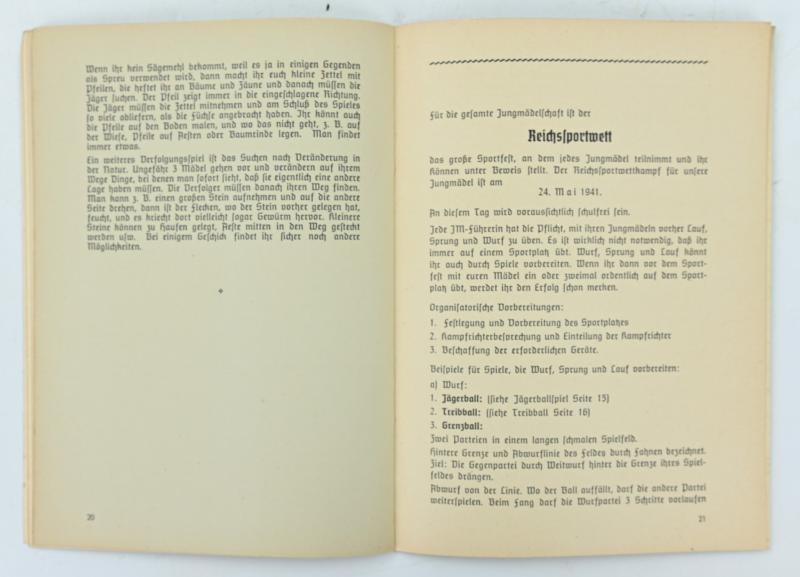 Wenn ihr kein Sägemehl bekommt, weil es ja in einigen Gegenden
als Spreu verwendet wird, dann macht ihr euch kleine Zettel mit
Pfeilen, die heftet ihr an Bäume und Zäune und danach müssen die
Jäger suchen. Der Pfeil zeigt immer in die eingeschlagene Richtung.
Die Jäger müssen die Zettel mitnehmen und am Schluß des Spieles
so viele abliefern, als die Füchse angebracht haben. Ihr könnt auch
die Pfeile auf den Boden malen, und wo das nicht geht, z. B. auf
der Wiese, Pfeile auf Aesten oder Baumrinde legen. Man findet
immer etwas.
Ein weiteres Verfolgungsspiel ist das Suchen nach Veränderung in
der Natur. Ungefähr 3 Mädel gehen vor und verändern auf ihrem
Wege Dinge, bei denen man sofort sieht, daß sie eigentlich eine andere
Lage haben müssen. Die Verfolger müssen danach ihren Weg finden.
Man kann z. B. einen großen Stein aufnehmen und auf die andere
Seite drehen, dann ist der Flecken, wo der Stein vorher gelegen hat,
feucht, und es kriecht dort vielleicht sogar Gewürm hervor. Kleinere
Steine können zu Haufen gelegt, Aeste mitten in den Weg gesteckt
werden usw. Bei einigem Geschick findet ihr sicher noch andere
Möglichkeiten.
20
Für die gesamte Jungmädelschaft ist der
Reichssportwett
das große Sportfest, an dem jedes Jungmädel teilnimmt und ihr
Können unter Beweis stellt. Der Reichssportwettkampf für unsere
Jungmädel ist am
24. Mai 1941.
An diesem Tag wird voraussichtlich schulfrei sein.
Jede JM-Führerin hat die Pflicht, mit ihren Jungmädeln vorher Lauf,
Sprung und Wurf zu üben. Es ist wirklich nicht notwendig, daß ihr
immer auf einem Sportplatz übt. Wurf, Sprung und Lauf könnt
ihr auch durch Spiele vorbereiten. Wenn ihr dann vor dem Sport-
fest mit euren Mädel ein oder zweimal ordentlich auf dem Sport-
platz übt, werdet ihr den Erfolg schon merken.
Organisatorische Vorbereitungen:
1. Festlegung und Vorbereitung des Sportplatzes
2. Kampfrichterbesprechung und Einteilung der Kampfrichter
3. Beschaffung der erforderlichen Geräte.
Beispiele für Spiele, die Wurf, Sprung und Lauf vorbereiten:
a) Wurf:
1. Jägerball: (siehe Jägerballspiel Seite 15)
2. Treibball: (siehe Treibball Seite 16)
3. Grenzball:
Zwei Parteien in einem langen schmalen Spielfeld.
Hintere Grenze und Abwurflinie des Feldes durch Fahnen bezeichnet.
Ziel: Die Gegenpartei durch Weitwurf hinter die Grenze ihres Spiel-
feldes drängen.
Abwurf von der Linie. Wo der Ball auffällt, darf die andere Partei
weiterspielen. Beim Fang darf die Wurfpartei 3 Schritte vorlaufen
21